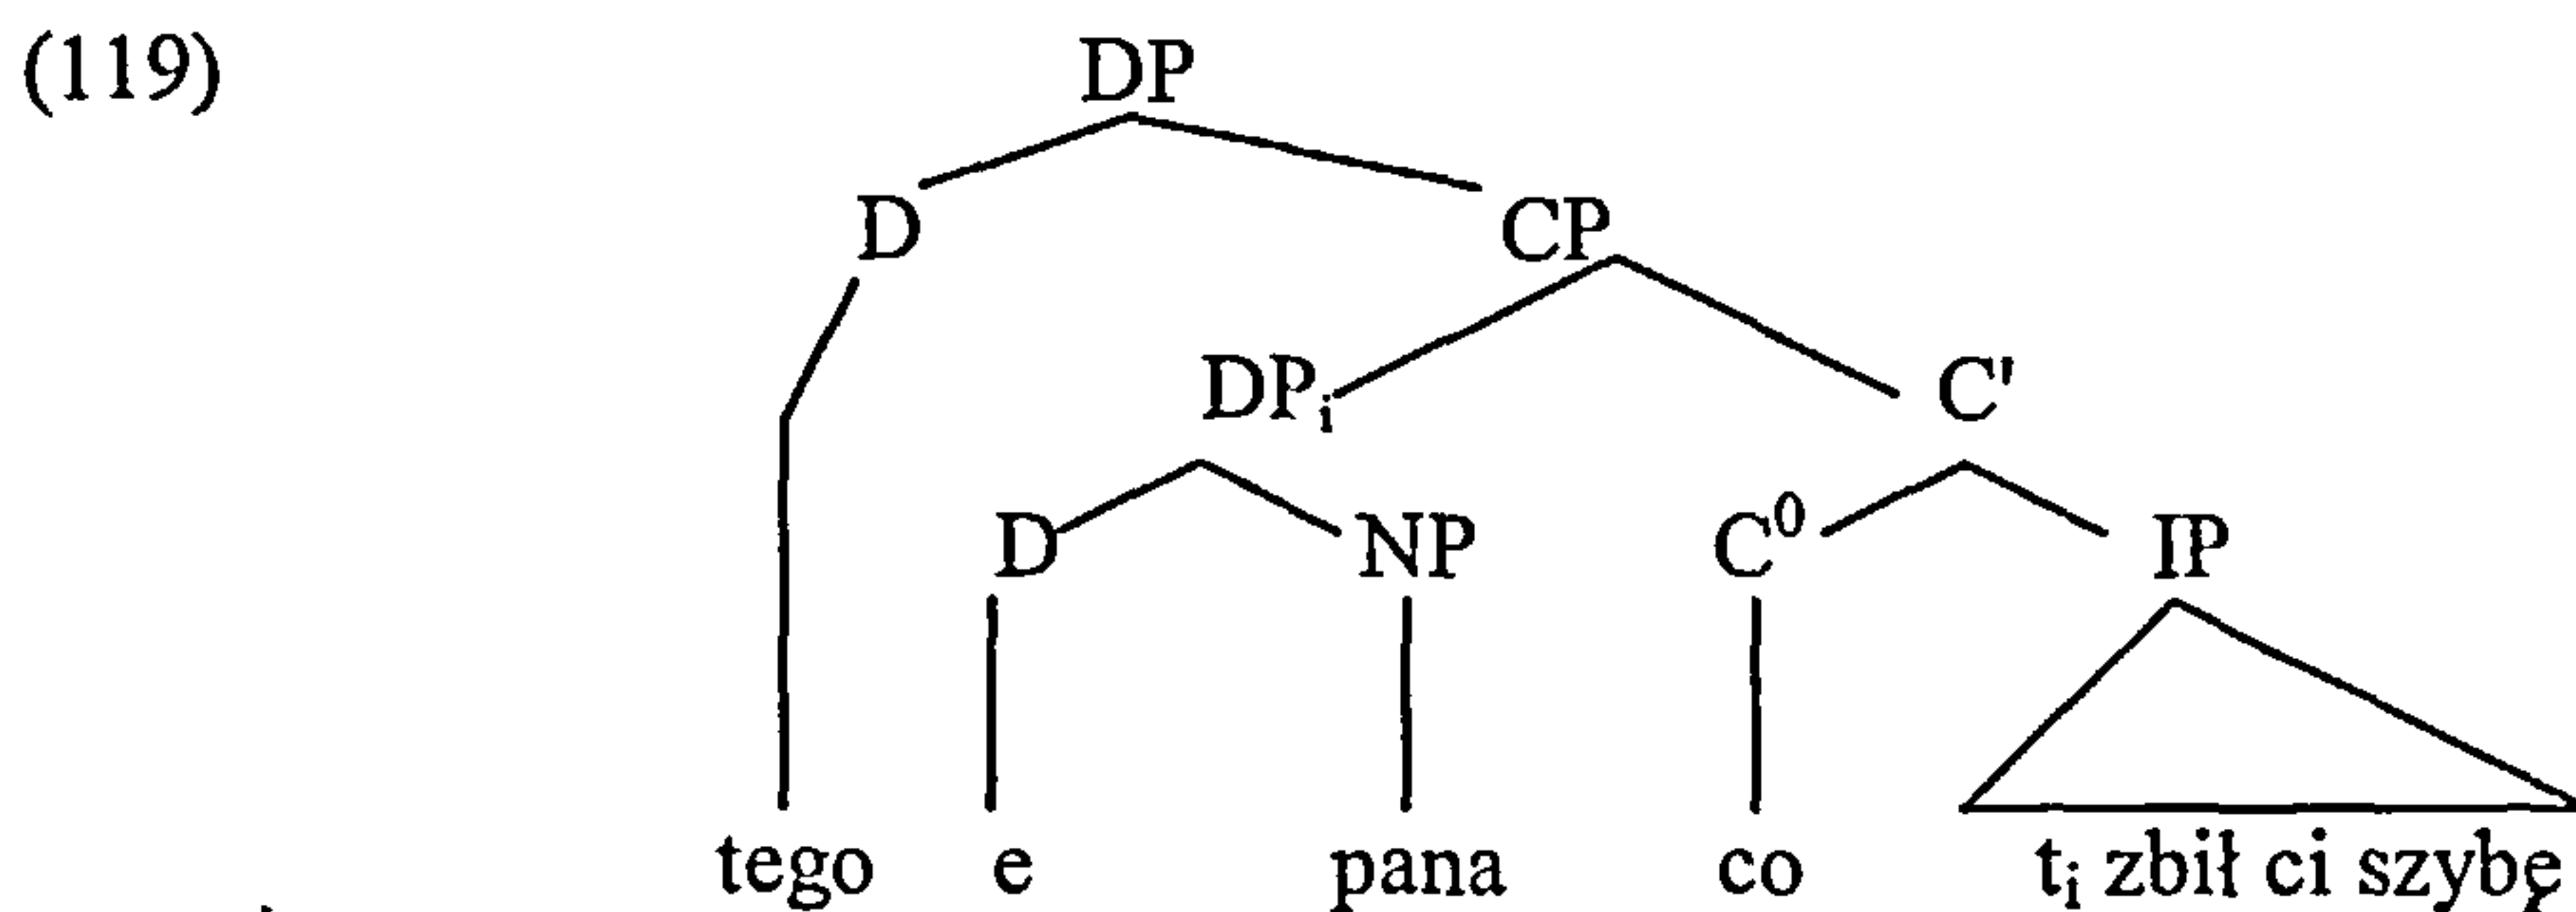 (119) DP
D CP
DPᵢ C'
D NP C⁰ IP
tego e pana co tᵢ zbił ci szybę